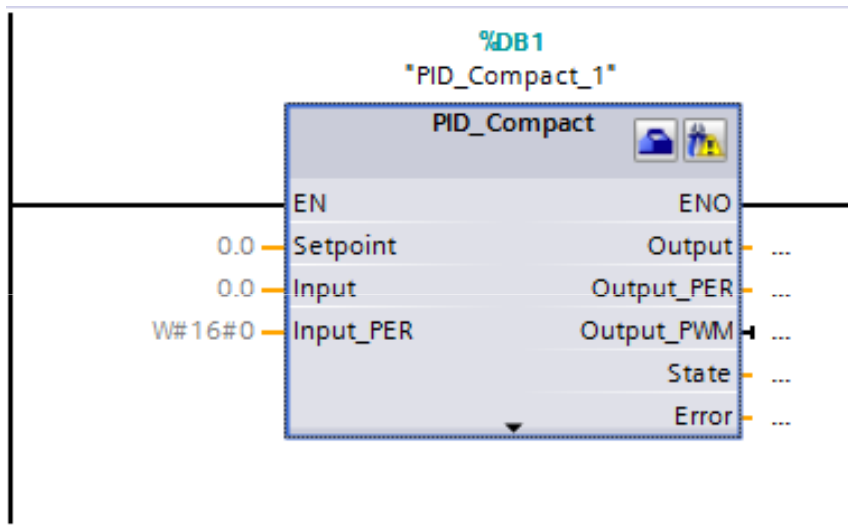 %DB1
"PID_Compact_1"
PID_Compact
EN ENO
0.0 Setpoint Output ...
0.0 Input Output_PER ...
W#16#0 Input_PER Output_PWM ...
State ...
Error ...